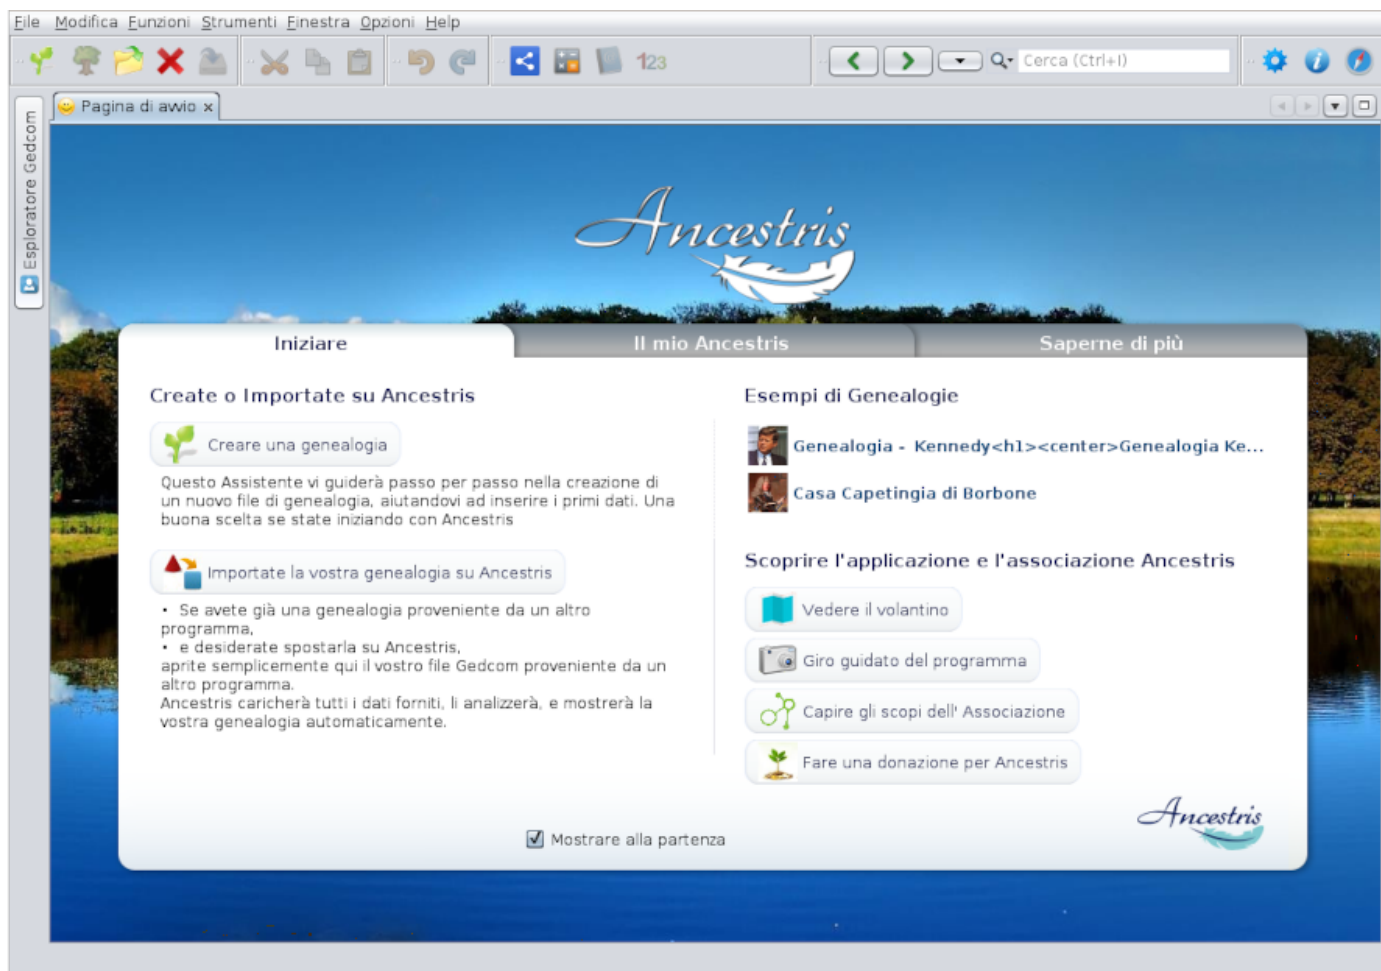 File Modifica Funzioni Strumenti Finestra Opzioni Help
123
Cerca (Ctrl+I)
Esploratore Gedcom
Pagina di avvio x
Ancestris
Iniziare
Il mio Ancestris
Saperne di più
Create o Importate su Ancestris
Creare una genealogia
Questo Assistente vi guiderà passo per passo nella creazione di
un nuovo file di genealogia, aiutandovi ad inserire i primi dati. Una
buona scelta se state iniziando con Ancestris
Importate la vostra genealogia su Ancestris
• Se avete già una genealogia proveniente da un altro
programma,
• e desiderate spostarla su Ancestris,
aprite semplicemente qui il vostro file Gedcom proveniente da un
altro programma.
Ancestris caricherà tutti i dati forniti, li analizzerà, e mostrerà la
vostra genealogia automaticamente.
Esempi di Genealogie
Genealogia - Kennedy<h1><center>Genealogia Ke...
Casa Capetingia di Borbone
Scoprire l'applicazione e l'associazione Ancestris
Vedere il volantino
Giro guidato del programma
Capire gli scopi dell' Associazione
Fare una donazione per Ancestris
Ancestris
Mostrare alla partenza